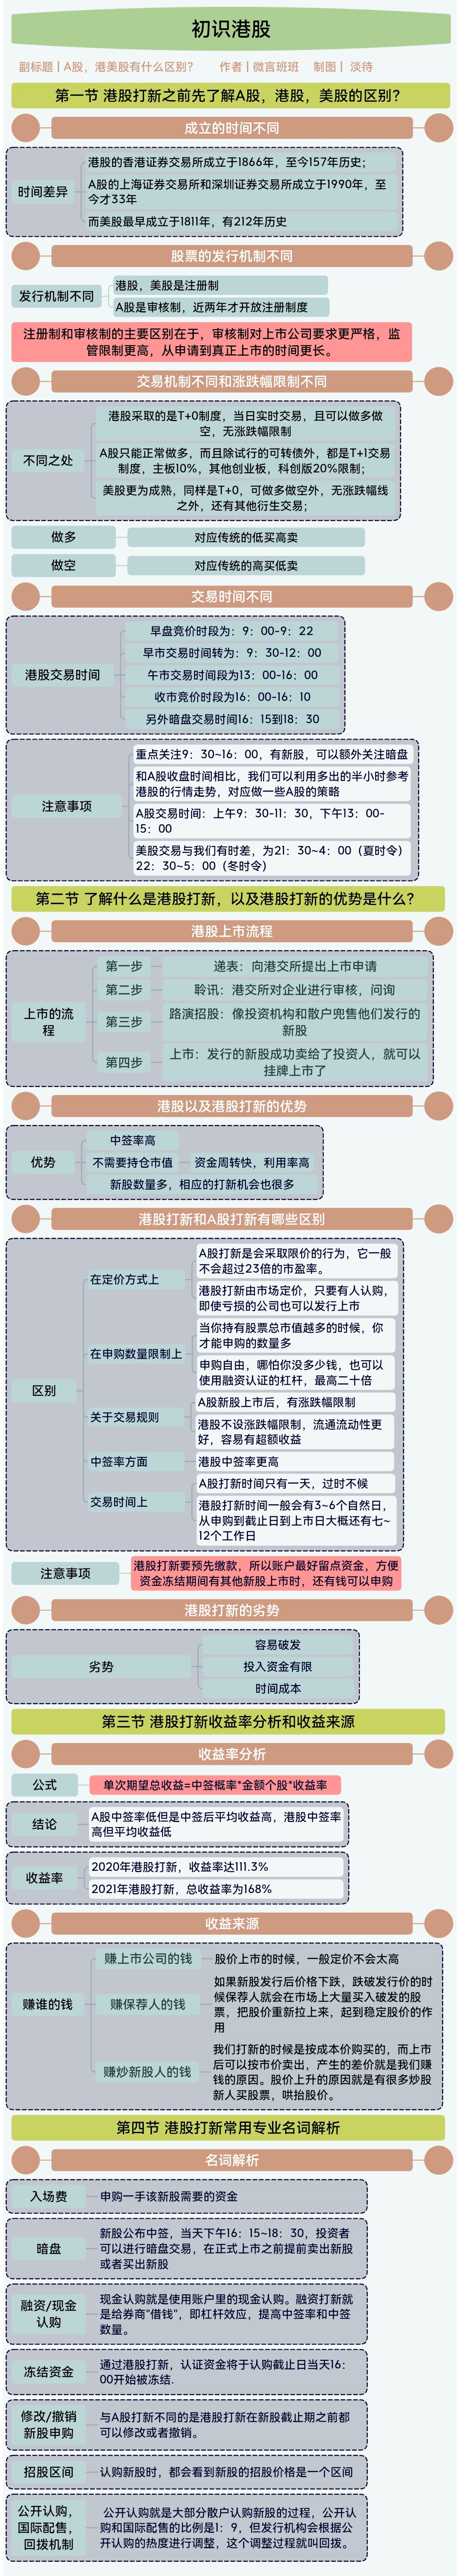 初识港股
副标题 | A股，港美股有什么区别？ 作者 | 微言班班 制图 | 淡待
第一节 港股打新之前先了解A股，港股，美股的区别？
成立的时间不同
时间差异
港股的香港证券交易所成立于1866年，至今157年历史；
A股的上海证券交易所和深圳证券交易所成立于1990年，至
今才33年
而美股最早成立于1811年，有212年历史
股票的发行机制不同
发行机制不同
港股，美股是注册制
A股是审核制，近两年才开放注册制度
注册制和审核制的主要区别在于，审核制对上市公司要求更严格，监
管限制更高，从申请到真正上市的时间更长。
交易机制不同和涨跌幅限制不同
不同之处
港股采取的是T+0制度，当日实时交易，且可以做多做
空，无涨跌幅限制
A股只能正常做多，而且除试行的可转债外，都是T+1交易
制度，主板10%，其他创业板，科创版20%限制；
美股更为成熟，同样是T+0，可做多做空外，无涨跌幅线
之外，还有其他衍生交易；
做多
对应传统的低买高卖
做空
对应传统的高买低卖
交易时间不同
港股交易时间
早盘竞价时段为：9：00-9：22
早市交易时间转为：9：30-12：00
午市交易时间段为13：00-16：00
收市竞价时段为16：00-16：10
另外暗盘交易时间16：15到18：30
注意事项
重点关注9：30~16：00，有新股，可以额外关注暗盘
和A股收盘时间相比，我们可以利用多出的半小时参考
港股的行情走势，对应做一些A股的策略
A股交易时间：上午9：30-11：30，下午13：00-
15：00
美股交易与我们有时差，为21：30~4：00（夏时令）
22：30~5：00（冬时令）
第二节 了解什么是港股打新，以及港股打新的优势是什么？
港股上市流程
上市的流
程
第一步
递表：向港交所提出上市申请
第二步
聆讯：港交所对企业进行审核，问询
第三步
路演招股：像投资机构和散户兜售他们发行的
新股
第四步
上市：发行的新股成功卖给了投资人，就可以
挂牌上市了
港股以及港股打新的优势
优势
中签率高
不需要持仓市值
资金周转快，利用率高
新股数量多，相应的打新机会也很多
港股打新和A股打新有哪些区别
区别
在定价方式上
A股打新是会采取限价的行为，它一般
不会超过23倍的市盈率。
港股打新由市场定价，只要有人认购，
即使亏损的公司也可以发行上市
在申购数量限制上
当你持有股票总市值越多的时候，你
才能申购的数量多
申购自由，哪怕你没多少钱，也可以
使用融资认证的杠杆，最高二十倍
关于交易规则
A股新股上市后，有涨跌幅限制
港股不设涨跌幅限制，流通流动性更
好，容易有超额收益
中签率方面
港股中签率更高
交易时间上
A股打新时间只有一天，过时不候
港股打新时间一般会有3~6个自然日，
从申购到截止日到上市日大概还有七~
12个工作日
注意事项
港股打新要预先缴款，所以账户最好留点资金，方便
资金冻结期间有其他新股上市时，还有钱可以申购
港股打新的劣势
劣势
容易破发
投入资金有限
时间成本
第三节 港股打新收益率分析和收益来源
收益率分析
公式
单次期望总收益=中签概率*金额个股*收益率
结论
A股中签率低但是中签后平均收益高，港股中签率
高但平均收益低
收益率
2020年港股打新，收益率达111.3%
2021年港股打新，总收益率为168%
收益来源
赚谁的钱
赚上市公司的钱
股价上市的时候，一般定价不会太高
赚保荐人的钱
如果新股发行后价格下跌，跌破发行价的时
候保荐人就会在市场上大量买入破发的股
票，把股价重新拉上来，起到稳定股价的作
用
赚炒新股人的钱
我们打新的时候是按成本价购买的，而上市
后可以按市价卖出，产生的差价就是我们赚
钱的原因。股价上升的原因就是有很多炒股
新人买股票，哄抬股价。
第四节 港股打新常用专业名词解析
名词解析
入场费
申购一手该新股需要的资金
暗盘
新股公布中签，当天下午16：15~18：30，投资者
可以进行暗盘交易，在正式上市之前提前卖出新股
或者买出新股
融资/现金
认购
现金认购就是使用账户里的现金认购。融资打新就
是给券商"借钱"，即杠杆效应，提高中签率和中签
数量。
冻结资金
通过港股打新，认证资金将于认购截止日当天16：
00开始被冻结.
修改/撤销
新股申购
与A股打新不同的是港股打新在新股截止期之前都
可以修改或者撤销。
招股区间
认购新股时，都会看到新股的招股价格是一个区间
公开认购，
国际配售，
回拨机制
公开认购就是大部分散户认购新股的过程，公开认
购和国际配售的比例是1：9，但发行机构会根据公
开认购的热度进行调整，这个调整过程就叫回拨。